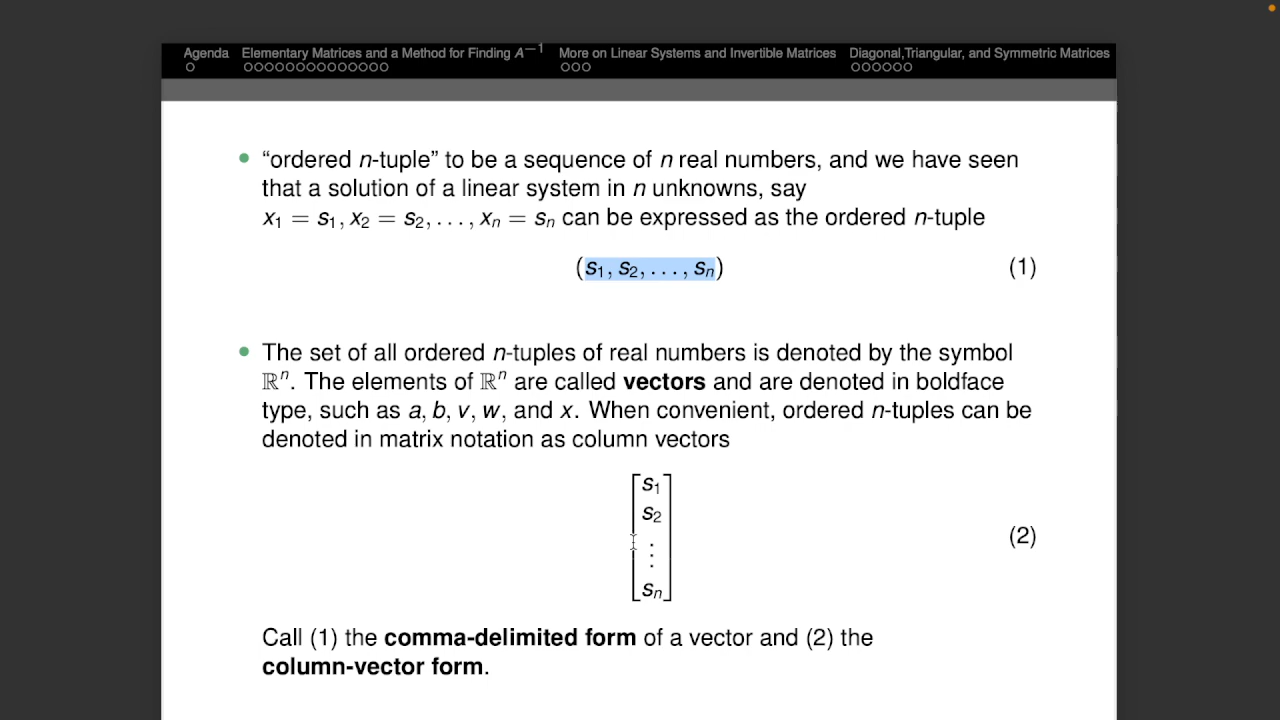 Agenda Elementary Matrices and a Method for Finding A⁻¹ More on Linear Systems and Invertible Matrices Diagonal,Triangular, and Symmetric Matrices
“ordered n-tuple” to be a sequence of n real numbers, and we have seen
that a solution of a linear system in n unknowns, say
x₁ = s₁, x₂ = s₂, . . . , xₙ = sₙ can be expressed as the ordered n-tuple
(s₁, s₂, . . . , sₙ) (1)
The set of all ordered n-tuples of real numbers is denoted by the symbol
ℝⁿ. The elements of ℝⁿ are called vectors and are denoted in boldface
type, such as a, b, v, w, and x. When convenient, ordered n-tuples can be
denoted in matrix notation as column vectors
s₁
s₂
⋮ (2)
sₙ
Call (1) the comma-delimited form of a vector and (2) the
column-vector form.